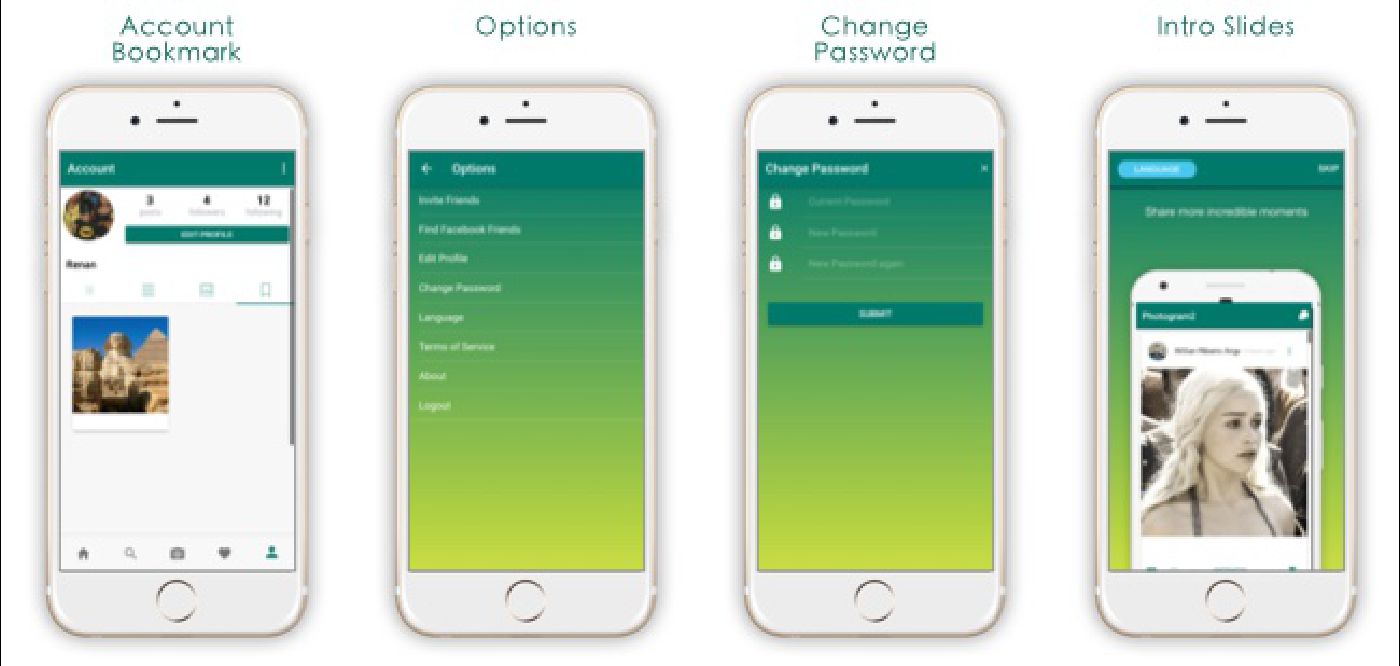 Account
Bookmark
Options
Change
Password
Intro Slides
Account
3
4
12
posts
followers
following
EDIT PROFILE
Renan
Options
Invite Friends
Find Facebook Friends
Edit Profile
Change Password
Language
Terms of Service
About
Logout
Change Password
Current Password
New Password
New Password again
SUBMIT
LANGUAGE
SKIP
Share more incredible moments
Photogram2